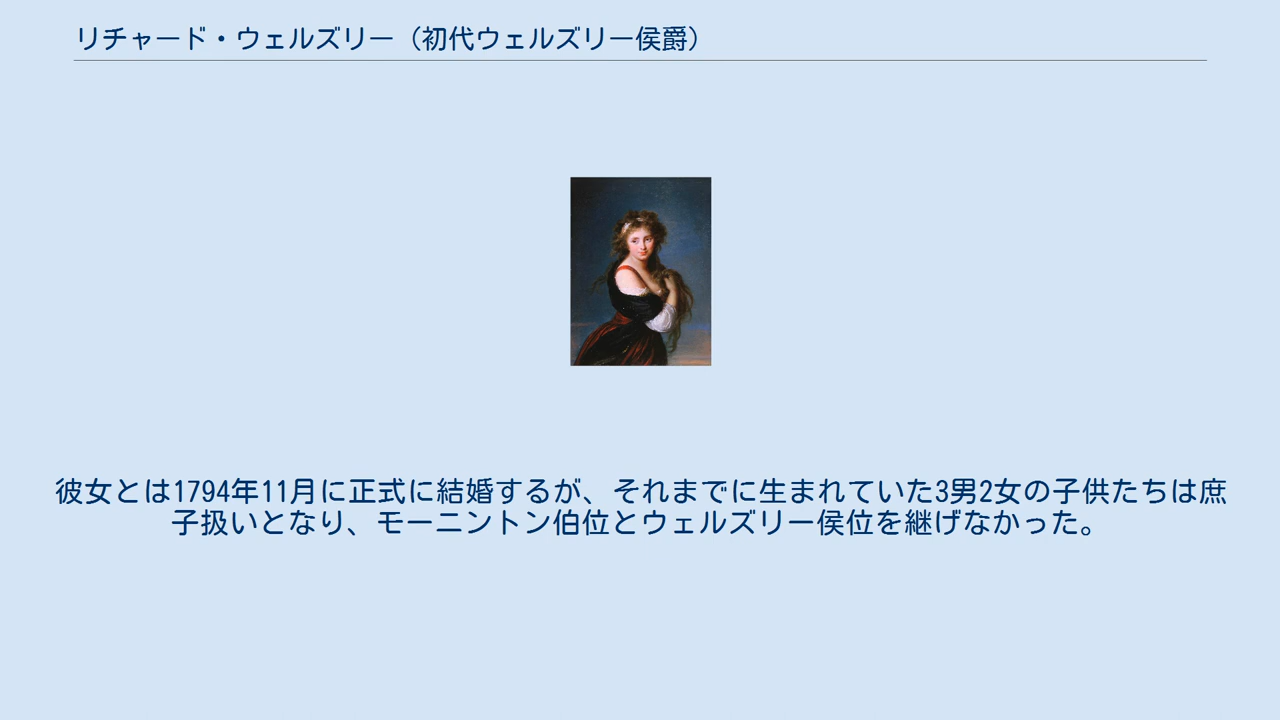 リチャード・ウェルズリー（初代ウェルズリー侯爵）
彼女とは1794年11月に正式に結婚するが、それまでに生まれていた3男2女の子供たちは庶
子扱いとなり、モーニントン伯位とウェルズリー侯位を継げなかった。